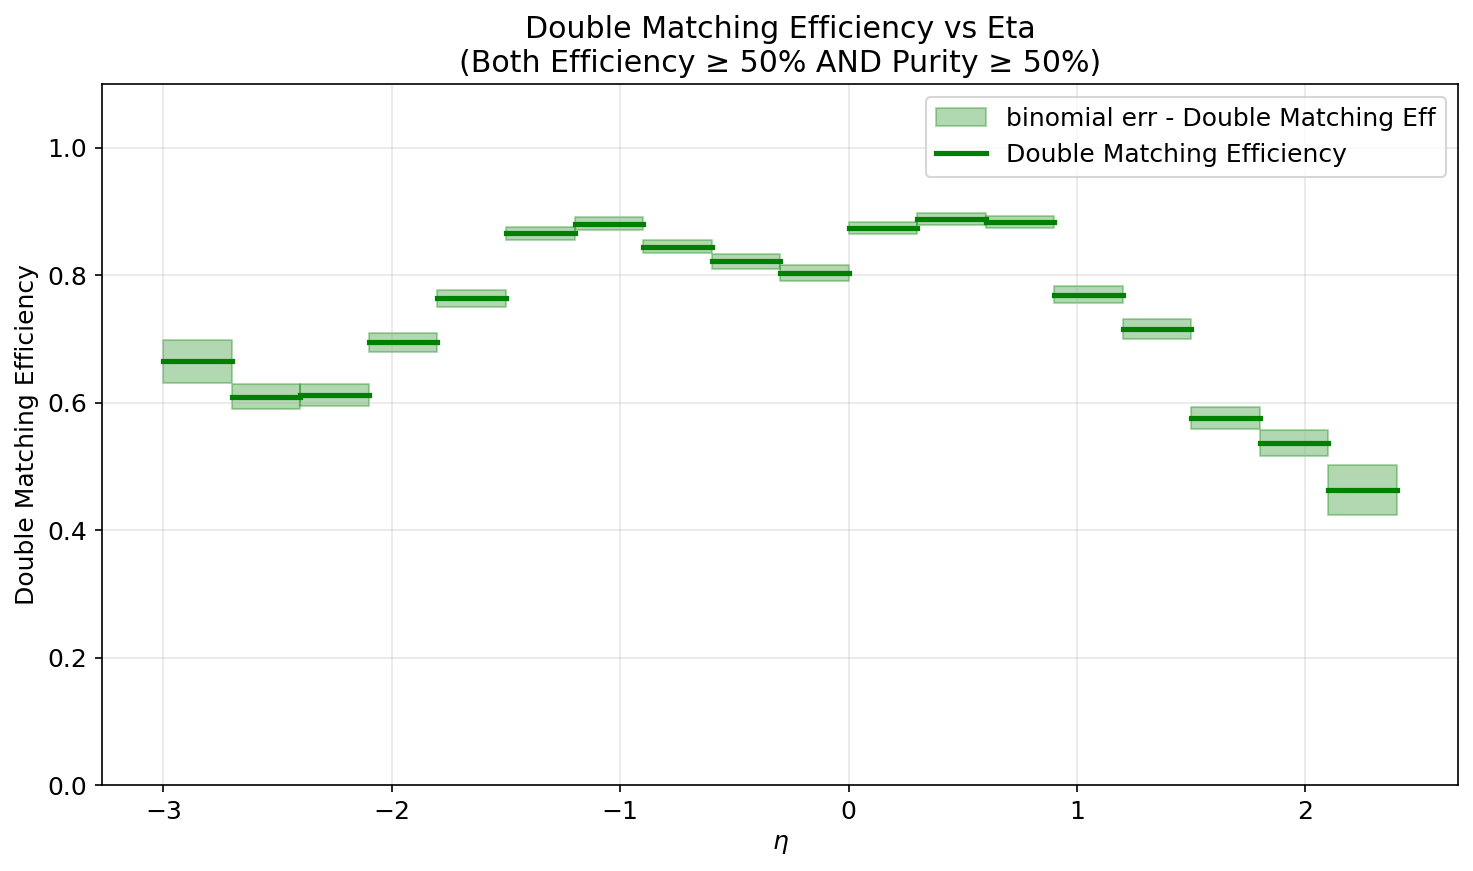 Double Matching Efficiency vs Eta
(Both Efficiency ≥ 50% AND Purity ≥ 50%)
binomial err - Double Matching Eff
Double Matching Efficiency
Double Matching Efficiency
1.0
0.8
0.6
0.4
0.2
0.0
−3
−2
−1
0
1
2
η